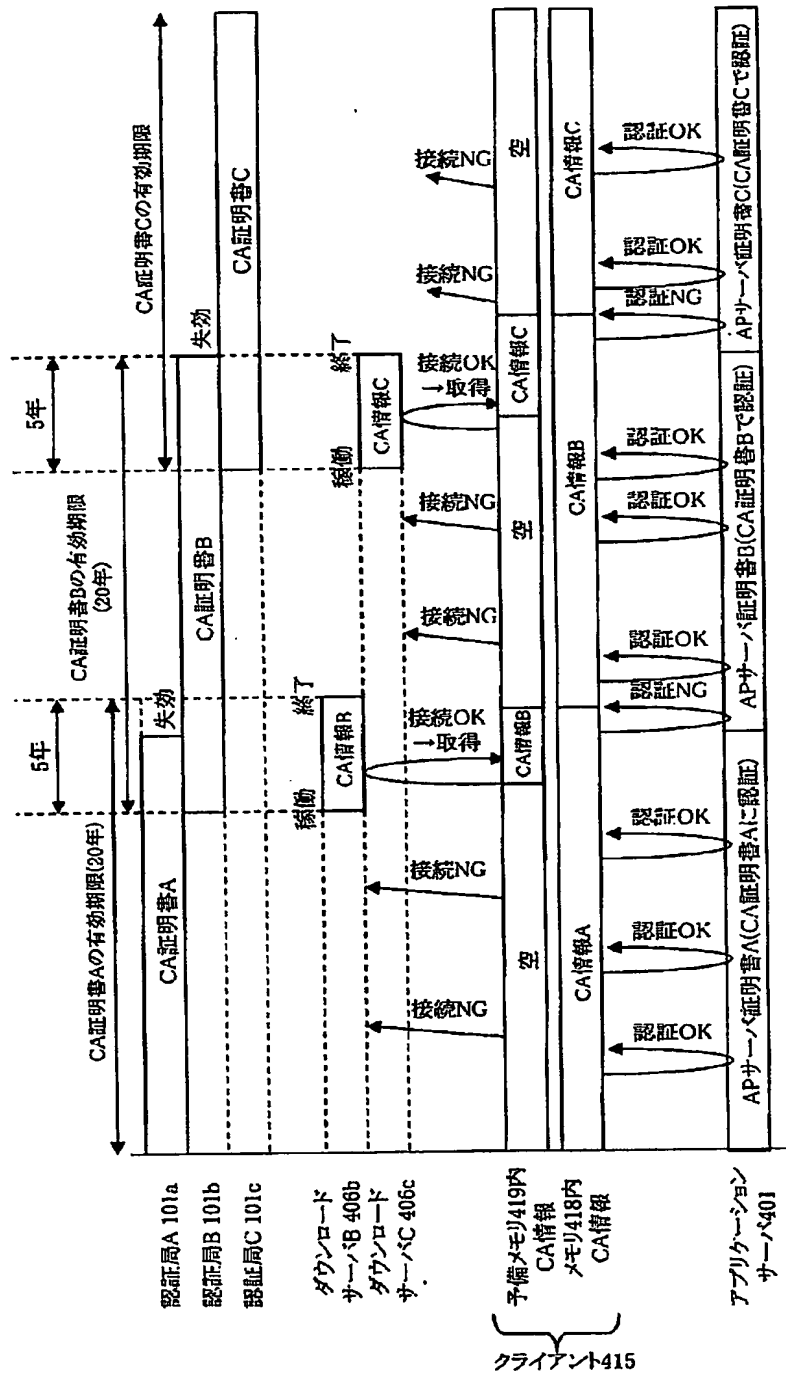 CA証明書Aの有効期限(20年)
5年
CA証明書Bの有効期限
(20年)
5年
CA証明書Cの有効期限
認証局A 101a
CA証明書A
失効
認証局B 101b
CA証明書B
失効
認証局C 101c
CA証明書C
稼働
終了
稼働
終了
ダウンロード
サーバB 406b
CA情報B
ダウンロード
サーバC 406c
CA情報C
接続NG
接続NG
接続OK
→取得
接続NG
接続NG
接続OK
→取得
接続NG
接続NG
クライアント415
予備メモリ419内
CA情報
空
CA情報B
空
CA情報C
空
メモリ418内
CA情報
CA情報A
CA情報B
CA情報C
認証OK
認証OK
認証OK
認証NG
認証OK
認証OK
認証OK
認証NG
認証OK
認証OK
アプリケーション
サーバ401
APサーバ証明書A(CA証明書Aに認証)
APサーバ証明書B(CA証明書Bで認証)
APサーバ証明書C(CA証明書Cで認証)